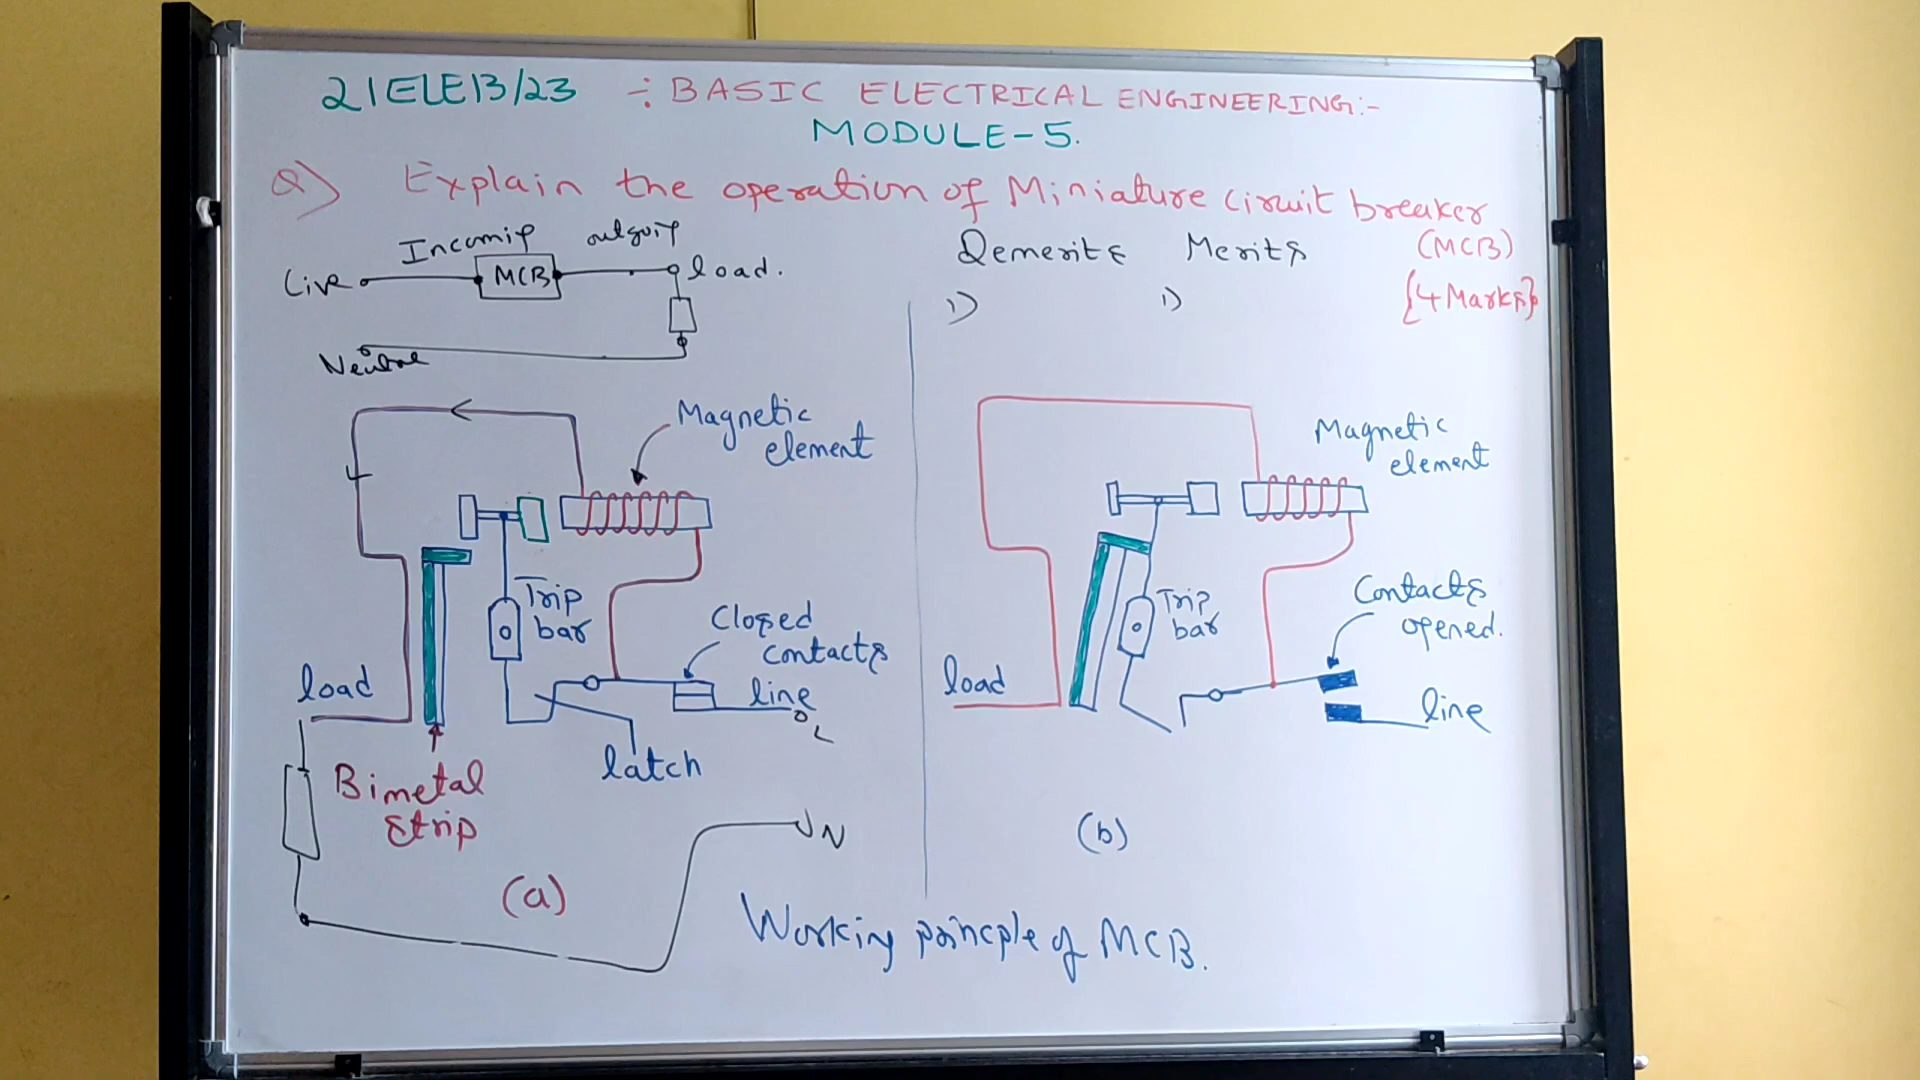 21ELE13/23 ÷ BASIC ELECTRICAL ENGINEERING:-
MODULE-5.
Q) Explain the operation of Miniature circuit breaker
(MCB)
{4 Marks}
Incoming outgoing
Live MCB load.
Neutral
Demerits Merits
1) 1)
Magnetic
element
Trip
bar
Closed
contacts
load
line
L
latch
Bimetal
strip
N
(a)
Magnetic
element
Trip
bar
Contacts
opened.
load
line
(b)
Working princple of MCB.